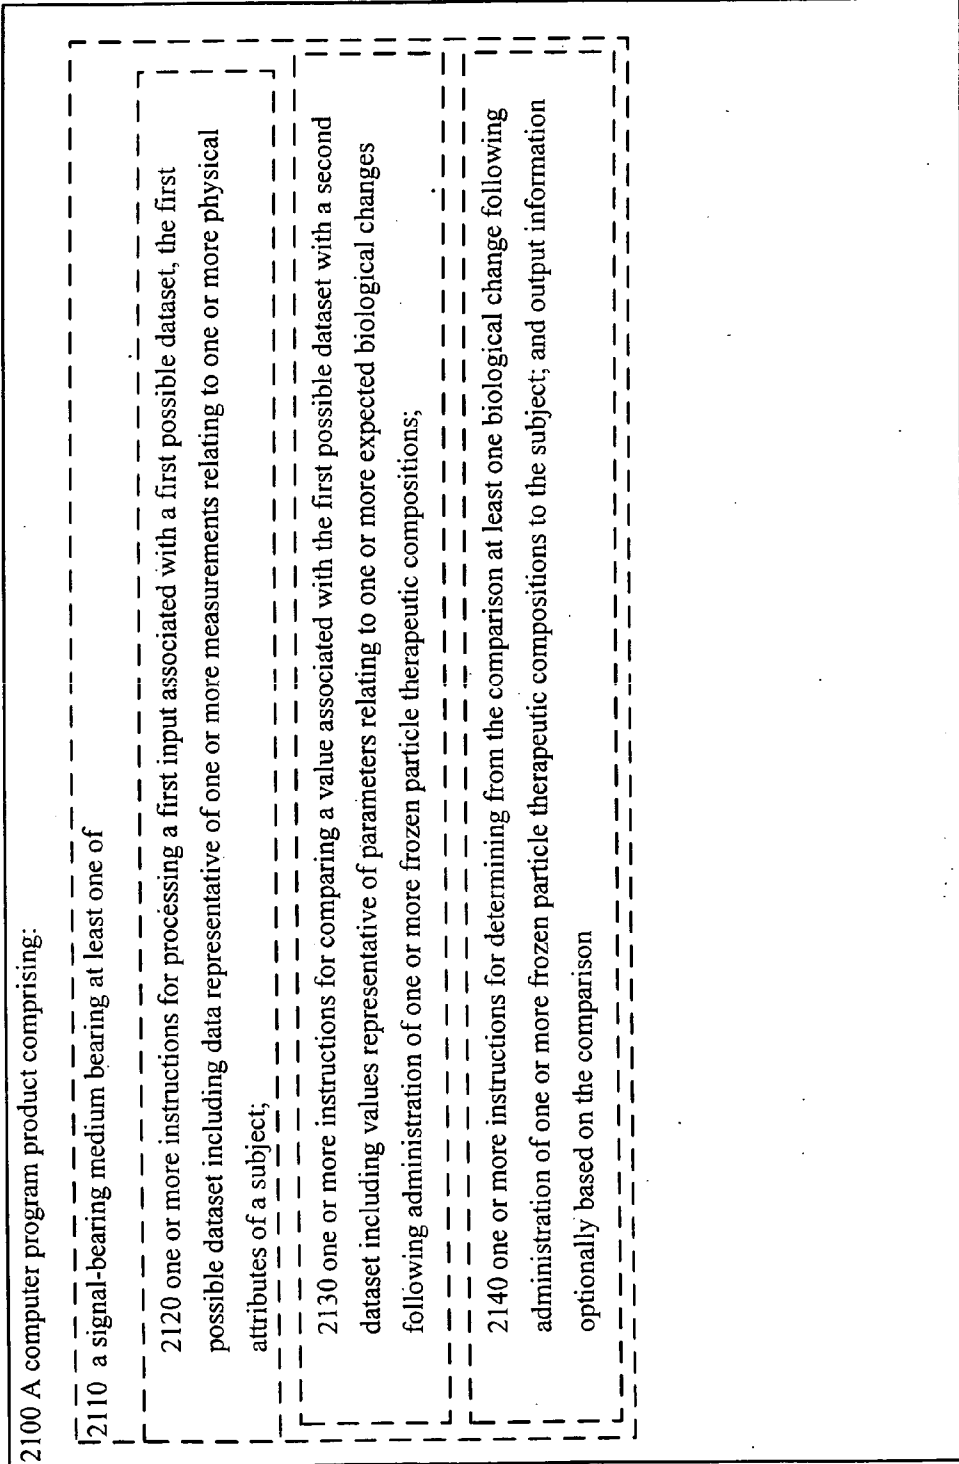 2100 A computer program product comprising:
2110 a signal-bearing medium bearing at least one of
2120 one or more instructions for processing a first input associated with a first possible dataset, the first
possible dataset including data representative of one or more measurements relating to one or more physical
attributes of a subject;
2130 one or more instructions for comparing a value associated with the first possible dataset with a second
dataset including values representative of parameters relating to one or more expected biological changes
following administration of one or more frozen particle therapeutic compositions;
2140 one or more instructions for determining from the comparison at least one biological change following
administration of one or more frozen particle therapeutic compositions to the subject; and output information
optionally based on the comparison